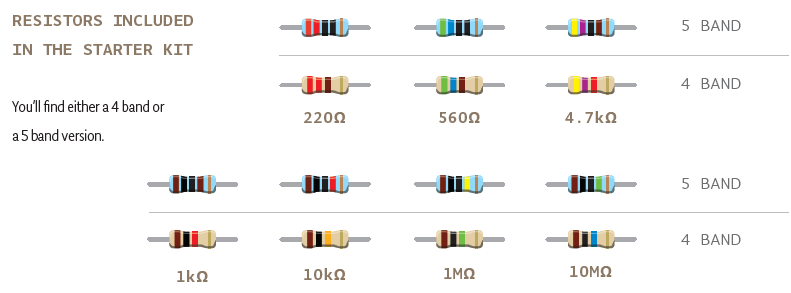 RESISTORS INCLUDED
IN THE STARTER KIT
You'll find either a 4 band or
a 5 band version.
5 BAND
4 BAND
220Ω 560Ω 4.7kΩ
5 BAND
4 BAND
1kΩ 10kΩ 1MΩ 10MΩ